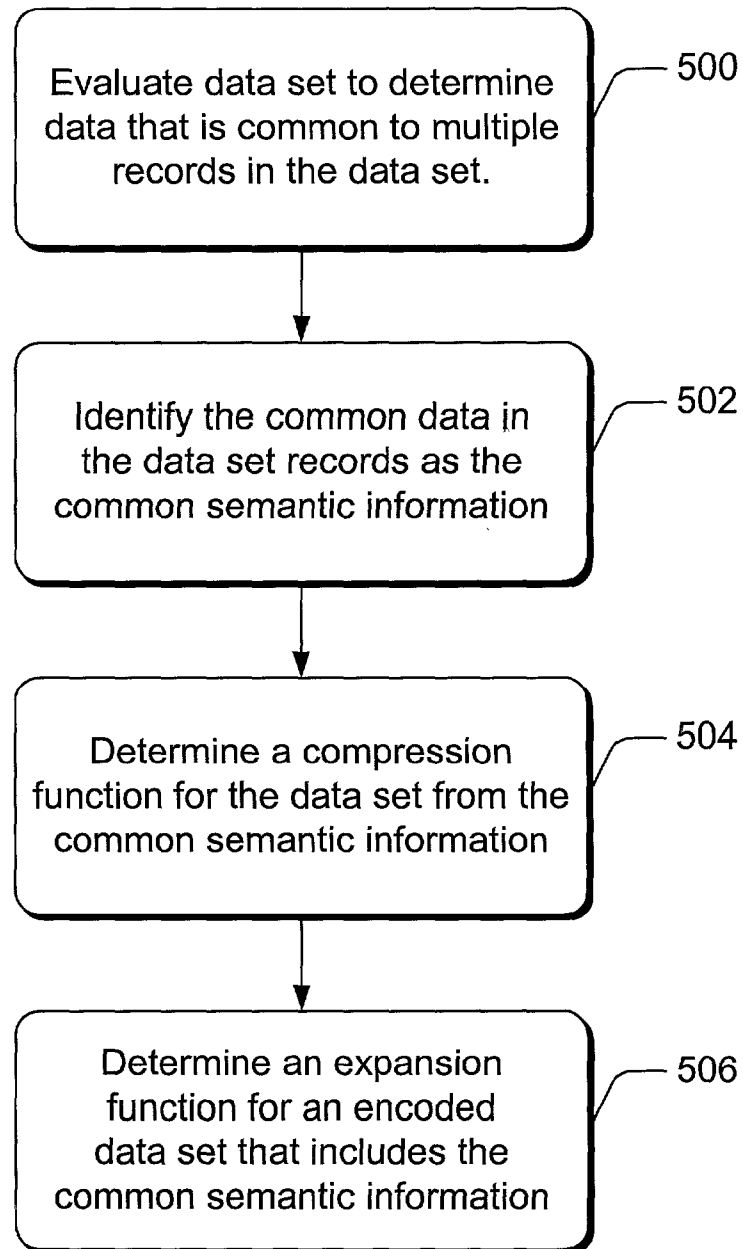 Evaluate data set to determine
data that is common to multiple
records in the data set.
500
Identify the common data in
the data set records as the
common semantic information
502
Determine a compression
function for the data set from the
common semantic information
504
Determine an expansion
function for an encoded
data set that includes the
common semantic information
506